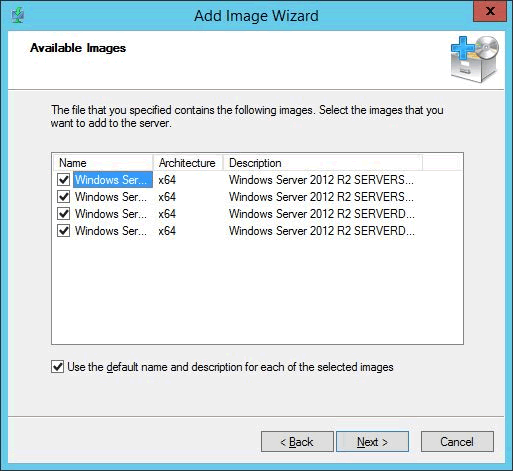 Add Image Wizard
x
Available Images
The file that you specified contains the following images. Select the images that you
want to add to the server.
Name Architecture Description
Windows Ser... x64 Windows Server 2012 R2 SERVERS...
Windows Ser... x64 Windows Server 2012 R2 SERVERS...
Windows Ser... x64 Windows Server 2012 R2 SERVERD...
Windows Ser... x64 Windows Server 2012 R2 SERVERD...
Use the default name and description for each of the selected images
< Back Next > Cancel